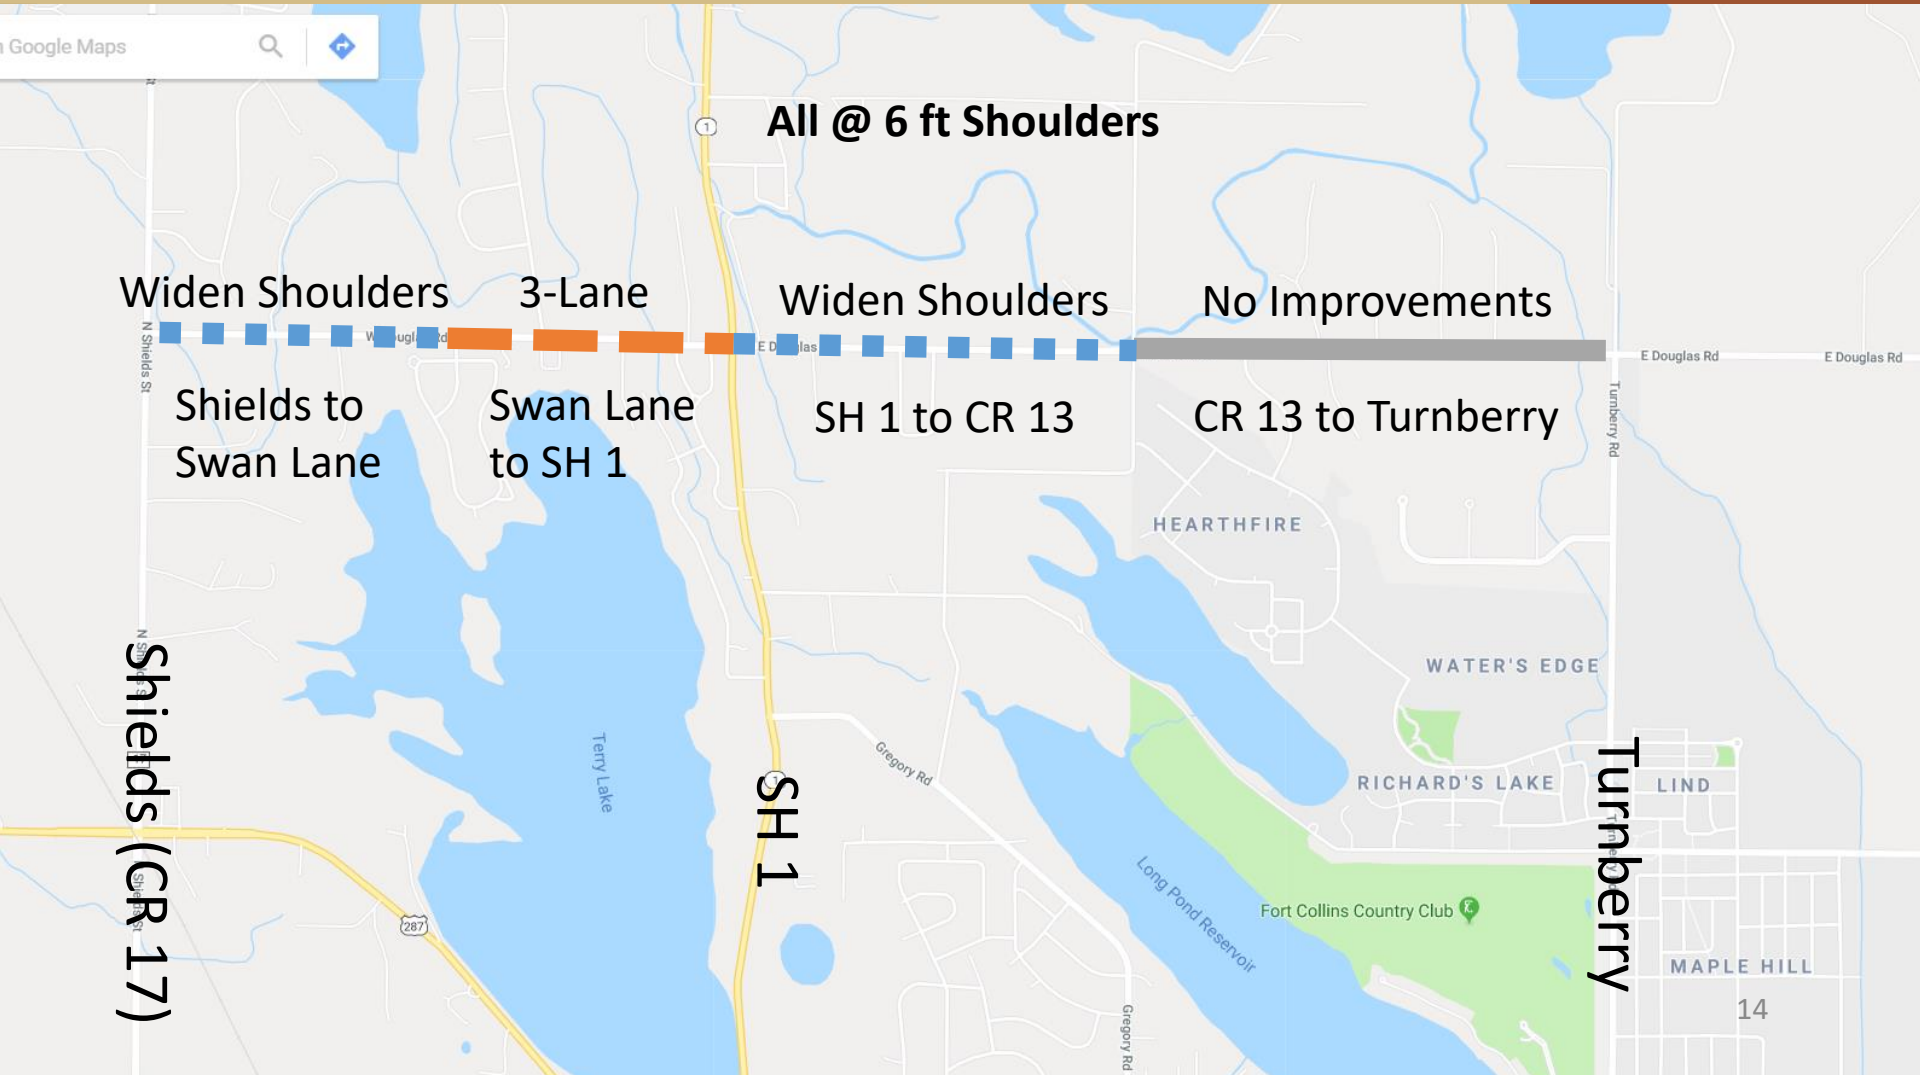 Google Maps
1
All @ 6 ft Shoulders
Widen Shoulders
3-Lane
Widen Shoulders
No Improvements
N Shields St
E Douglas Rd
E Douglas Rd
Shields to
Swan Lane
Swan Lane
to SH 1
SH 1 to CR 13
CR 13 to Turnberry
Turnberry Rd
HEARTHFIRE
WATER'S EDGE
Shields (CR 17)
Terry Lake
SH 1
Gregory Rd
RICHARD'S LAKE
LIND
Turnberry
287
Long Pond Reservoir
Fort Collins Country Club
MAPLE HILL
14
Gregory Rd